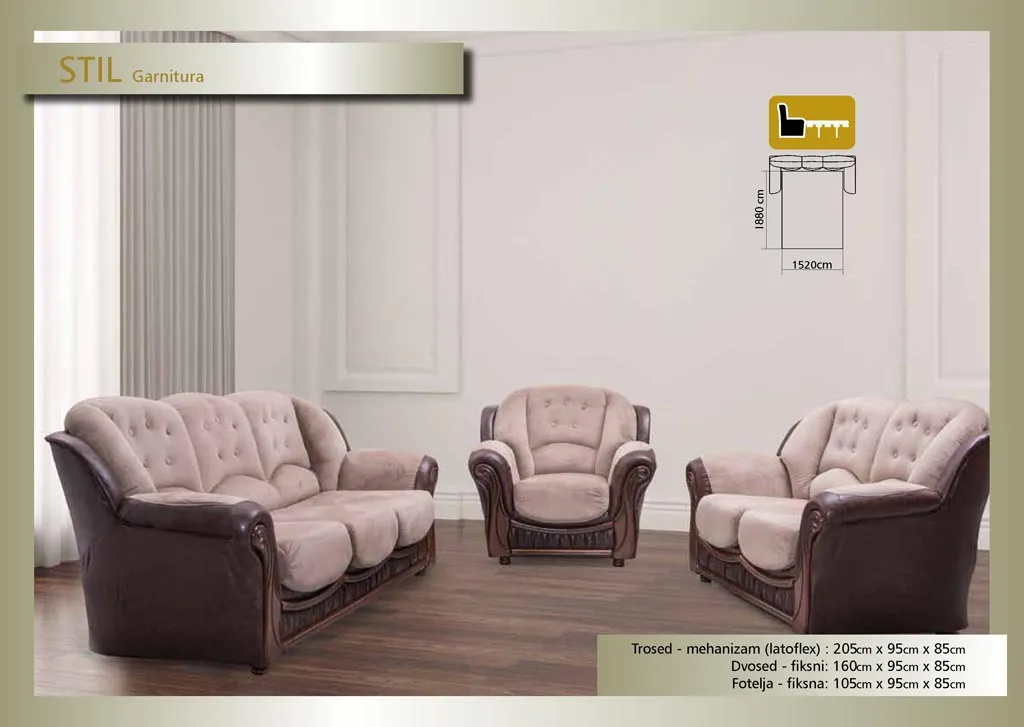 STIL Garnitura
1880 cm
1520cm
Trosed - mehanizam (latoflex) : 205cm x 95cm x 85cm
Dvosed - fiksni: 160cm x 95cm x 85cm
Fotelja - fiksna: 105cm x 95cm x 85cm